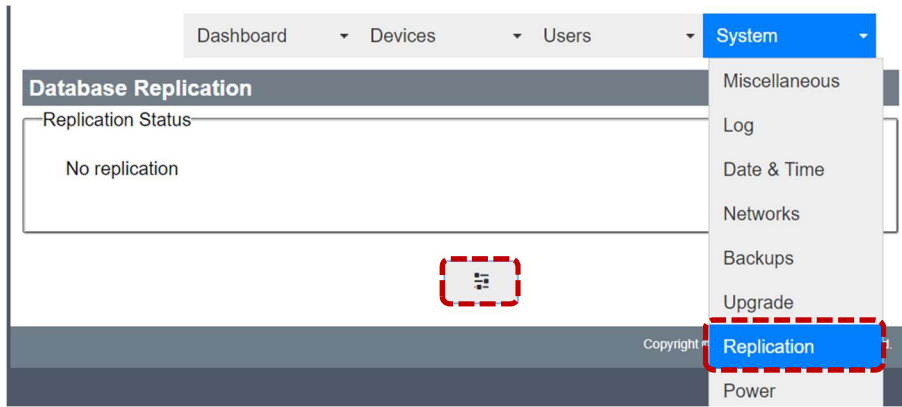 Dashboard Devices Users System
Miscellaneous
Database Replication
Replication Status
Log
No replication
Date & Time
Networks
Backups
Upgrade
Copyright
Replication
Power